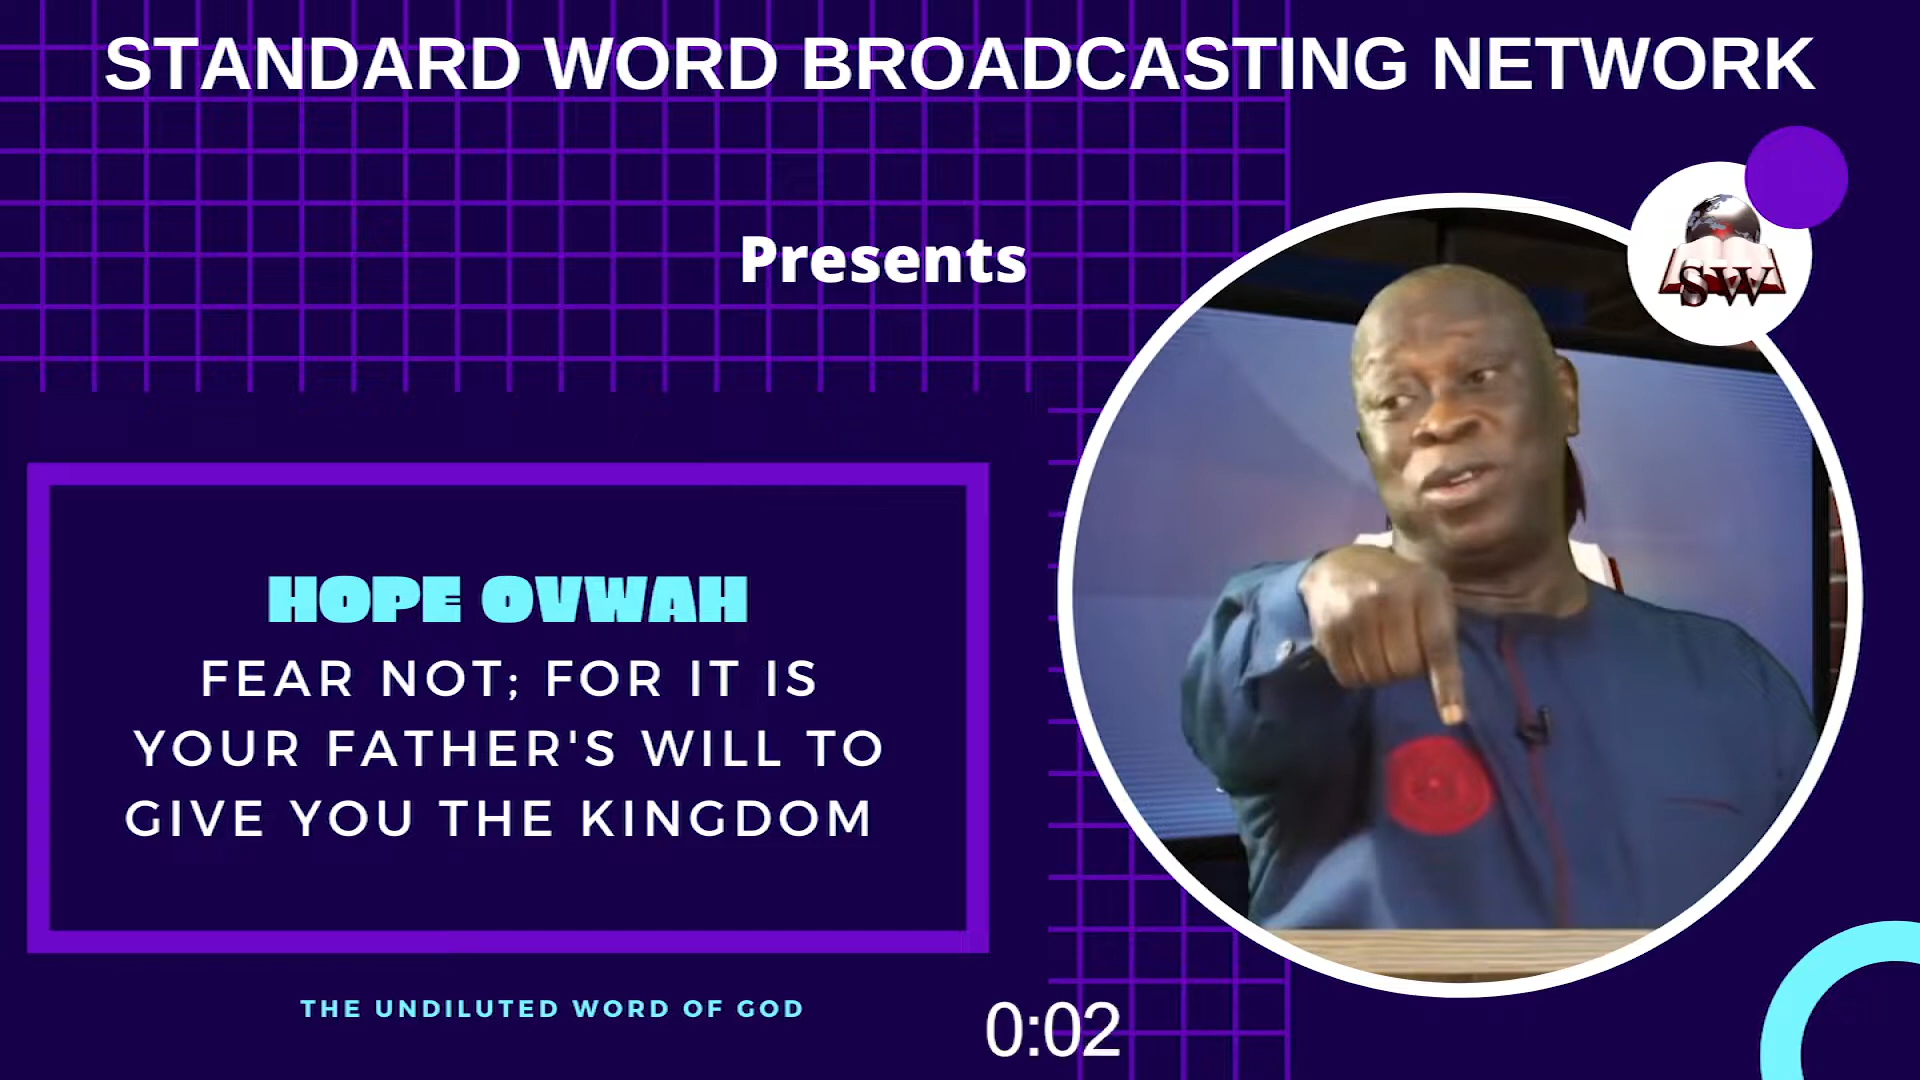 STANDARD WORD BROADCASTING NETWORK
Presents
SW
HOPE OVWAH
FEAR NOT; FOR IT IS
YOUR FATHER'S WILL TO
GIVE YOU THE KINGDOM
THE UNDILUTED WORD OF GOD
0:02